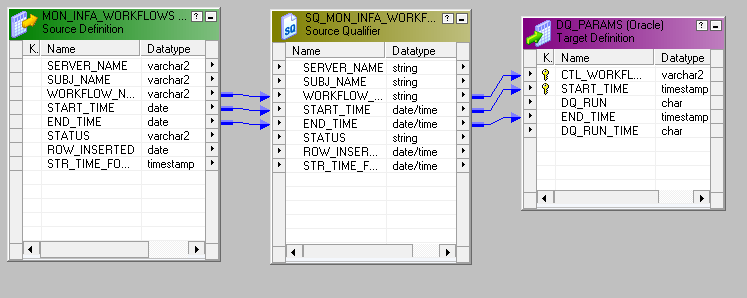 MON_INFA_WORKFLOWS ...
Source Definition
K. Name Datatype
SERVER_NAME varchar2
SUBJ_NAME varchar2
WORKFLOW_N... varchar2
START_TIME date
END_TIME date
STATUS varchar2
ROW_INSERTED date
STR_TIME_FO... timestamp
SQ
SQ_MON_INFA_WORKF...
Source Qualifier
Name Datatype
SERVER_NAME string
SUBJ_NAME string
WORKFLOW_... string
START_TIME date/time
END_TIME date/time
STATUS string
ROW_INSER... date/time
STR_TIME_F... date/time
DQ_PARAMS (Oracle)
Target Definition
K. Name Datatype
CTL_WORKFL... varchar2
START_TIME timestamp
DQ_RUN char
END_TIME timestamp
DQ_RUN_TIME char